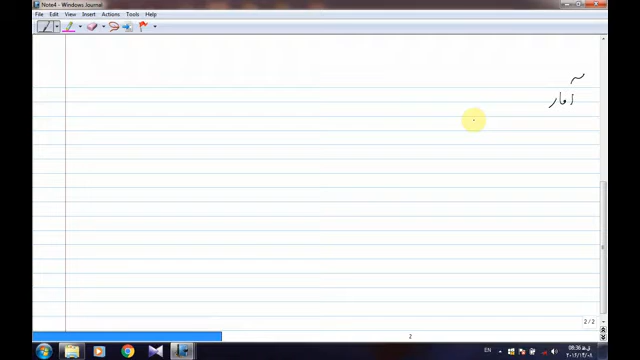 Note4 - Windows Journal
File Edit View Insert Actions Tools Help
آمار
2/2
2
EN